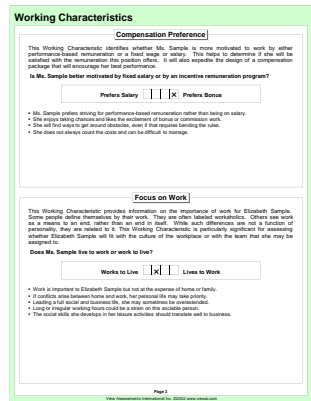 Working Characteristics
Compensation Preference
This Working Characteristic identifies whether Ms. Sample is more motivated to work by either
performance-based remuneration or a fixed wage or salary. This helps to determine if she will be
satisfied with the remuneration this position offers. It will also expedite the design of a compensation
package that will encourage her best performance.
Is Ms. Sample better motivated by fixed salary or by an incentive remuneration program?
Prefers Salary X Prefers Bonus
• Ms. Sample prefers striving for performance-based remuneration rather than being on salary.
• She enjoys taking chances and likes the excitement of bonus or commission work.
• She will find ways to get around obstacles, even if that requires bending the rules.
• She does not always count the costs and can be difficult to manage.
Focus on Work
This Working Characteristic provides information on the importance of work for Elizabeth Sample.
Some people define themselves by their work. They are often labeled workaholics. Others see work
as a means to an end, rather than an end in itself. While such differences are not a function of
personality, they are related to it. This Working Characteristic is particularly significant for assessing
whether Elizabeth Sample will fit with the culture of the workplace or with the team that she may be
assigned to.
Does Ms. Sample live to work or work to live?
Works to Live X Lives to Work
• Work is important to Elizabeth Sample but not at the expense of home or family.
• If conflicts arise between home and work, her personal life may take priority.
• Leading a full social and business life, she may sometimes be overextended.
• Long or irregular working hours could be a strain on this sociable person.
• The social skills she develops in her leisure activities should translate well to business.
Page 3
View Assessments International Inc. ©2003 www.viewai.com